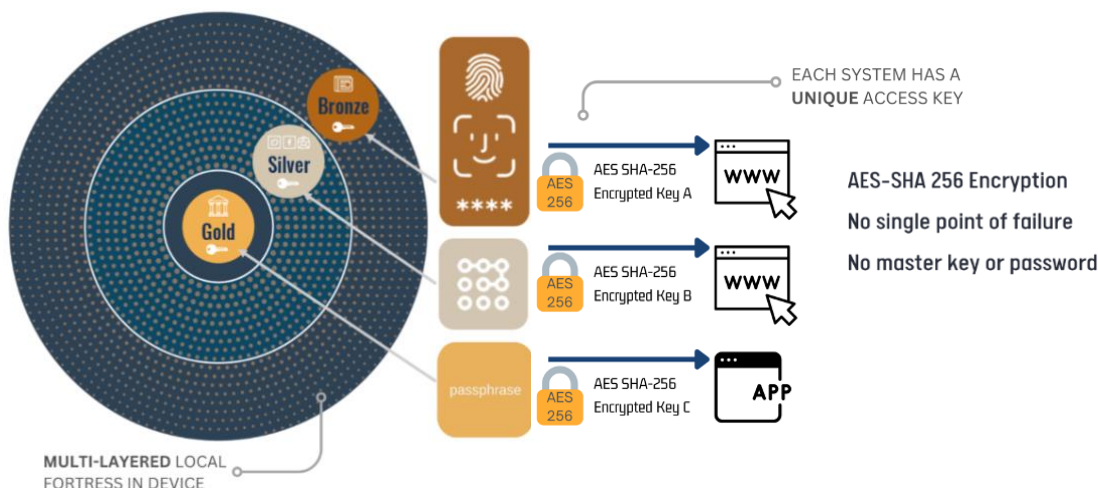 Bronze
Silver
Gold
****
passphrase
EACH SYSTEM HAS A
UNIQUE ACCESS KEY
AES
256
AES SHA-256
Encrypted Key A
WWW
AES
256
AES SHA-256
Encrypted Key B
WWW
AES
256
AES SHA-256
Encrypted Key C
APP
AES-SHA 256 Encryption
No single point of failure
No master key or password
MULTI-LAYERED LOCAL
FORTRESS IN DEVICE